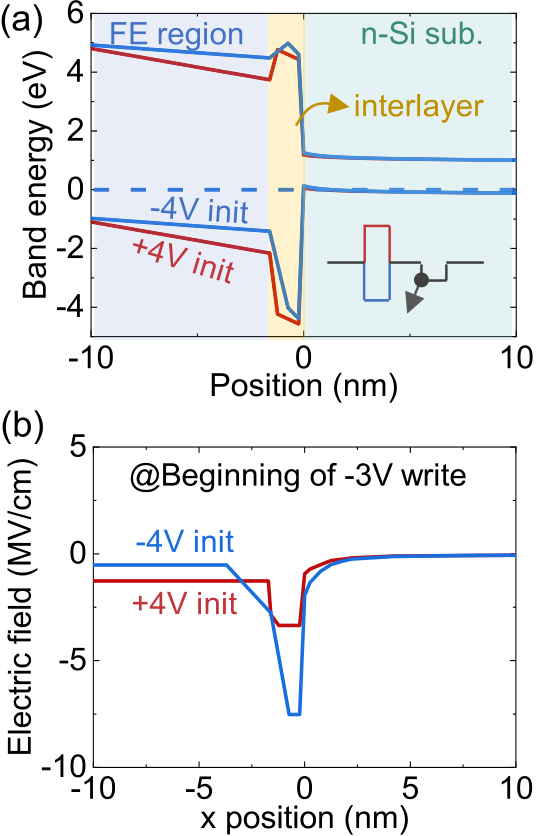 (a)
FE region
n-Si sub.
interlayer
-4V init
+4V init
Band energy (eV)
6
4
2
0
-2
-4
-10
0
10
Position (nm)
(b)
@Beginning of -3V write
-4V init
+4V init
Electric field (MV/cm)
5
0
-5
-10
-10
-5
0
5
10
x position (nm)